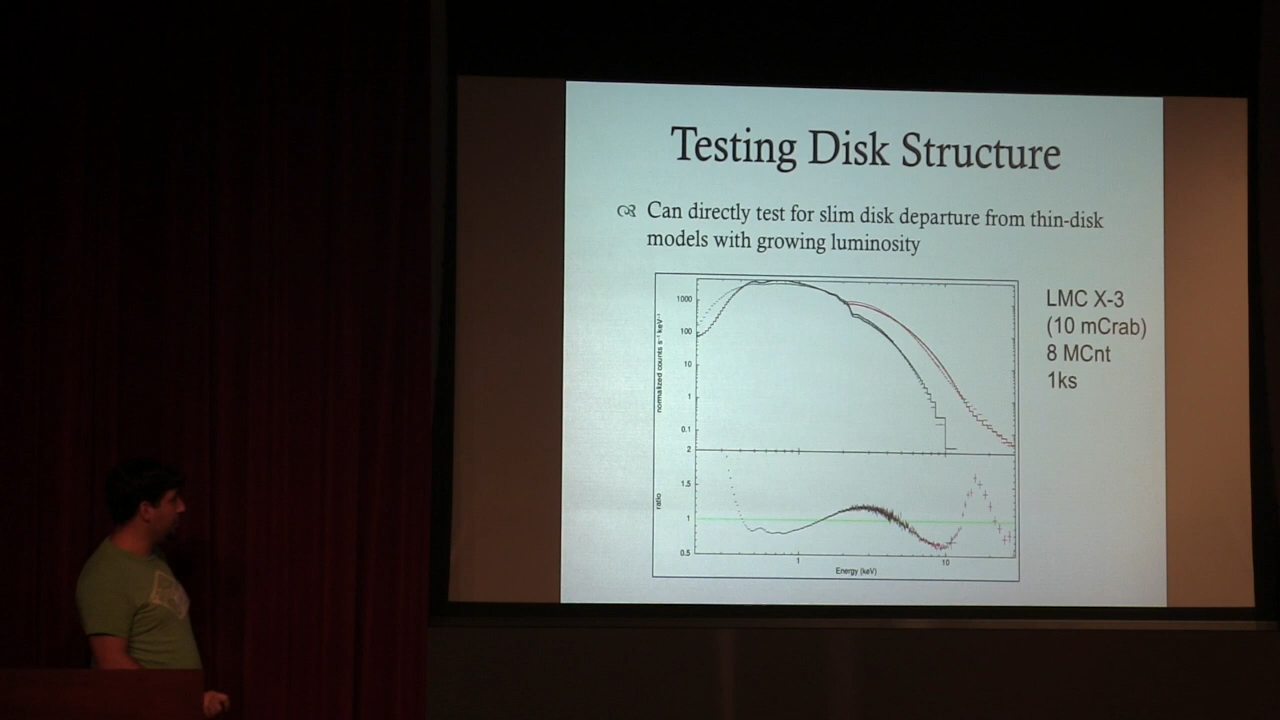 Testing Disk Structure
Can directly test for slim disk departure from thin-disk
models with growing luminosity
LMC X-3
(10 mCrab)
8 MCnt
1ks
normalized counts s⁻¹ keV⁻¹
1000
100
10
1
0.1
2
1.5
1
0.5
ratio
1
10
Energy (keV)